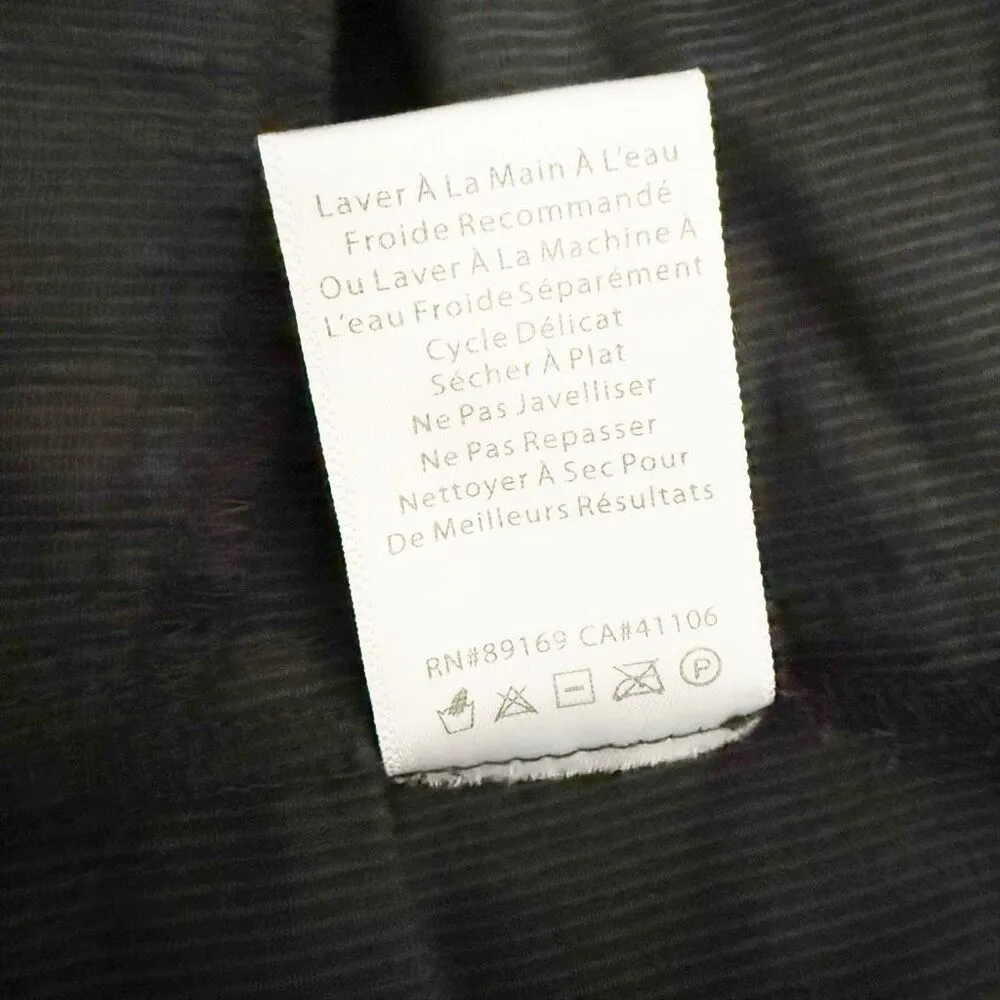 Laver À La Main À L'eau
Froide Recommandé
Ou Laver À La Machine À
L'eau Froide Séparément
Cycle Délicat
Sécher À Plat
Ne Pas Javelliser
Ne Pas Repasser
Nettoyer À Sec Pour
De Meilleurs Résultats
RN#89169 CA#41106
P